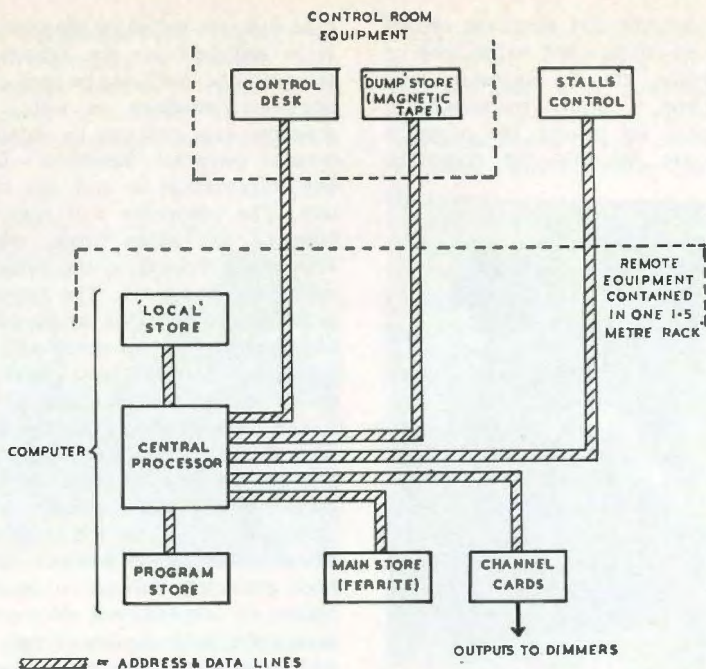 CONTROL ROOM
EQUIPMENT
CONTROL
DESK
'DUMP' STORE
(MAGNETIC
TAPE)
STALLS
CONTROL
REMOTE
EQUIPMENT
CONTAINED
IN ONE 1·5
METRE RACK
'LOCAL'
STORE
COMPUTER
CENTRAL
PROCESSOR
PROGRAM
STORE
MAIN STORE
(FERRITE)
CHANNEL
CARDS
OUTPUTS TO DIMMERS
= ADDRESS & DATA LINES